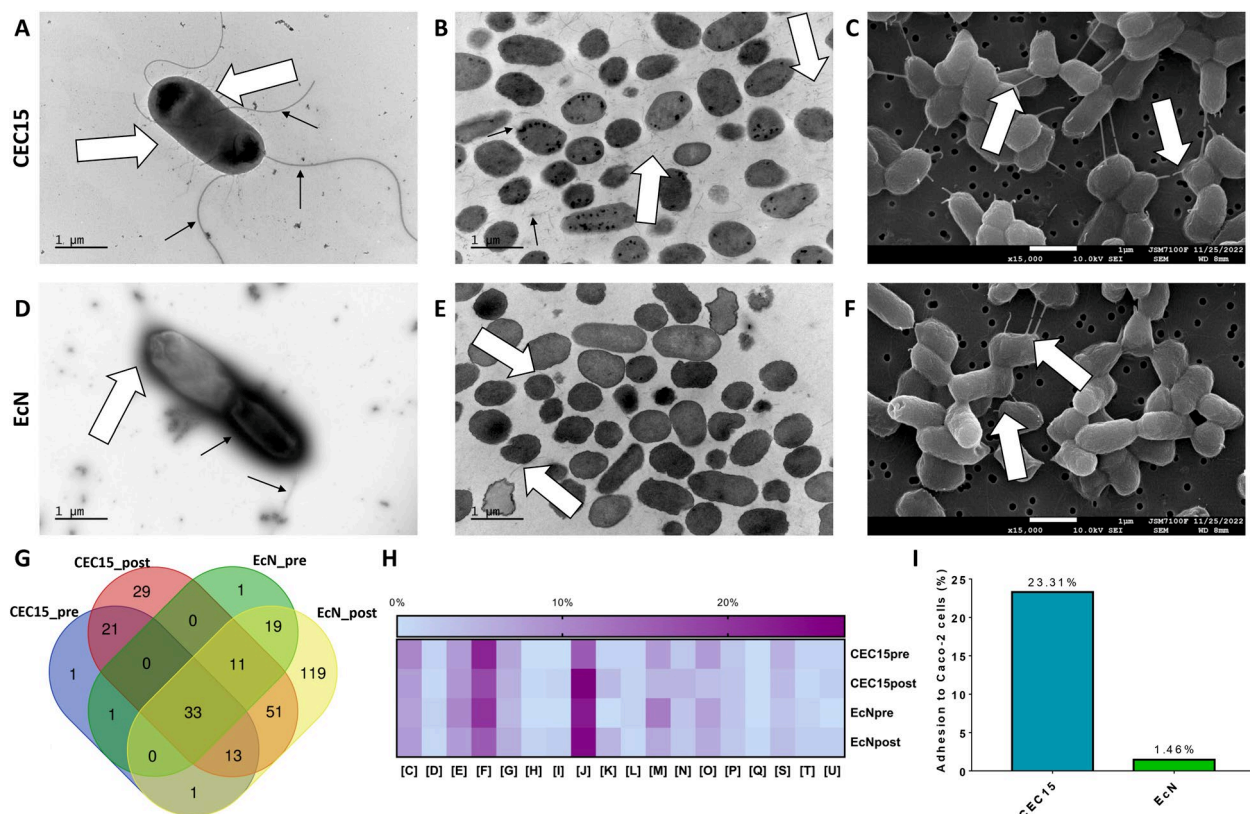 A
B
C
CEC15
1 µm
1 µm
1µm JSM7100F 11/25/2022
x15,000 10.0kV SEI SEM WD 8mm
D
E
F
EcN
1 µm
1 µm
1µm JSM7100F 11/25/2022
x15,000 10.0kV SEI SEM WD 8mm
G
CEC15_post
EcN_pre
CEC15_pre
EcN_post
29
1
21
0
19
1
0
11
119
1
33
51
0
13
1
H
0% 10% 20%
CEC15pre
CEC15post
EcNpre
EcNpost
[C] [D] [E] [F] [G] [H] [I] [J] [K] [L] [M] [N] [O] [P] [Q] [S] [T] [U]
I
Adhesion to Caco-2 cells (%)
25
20
15
10
5
0
23.31%
1.46%
CEC15
EcN